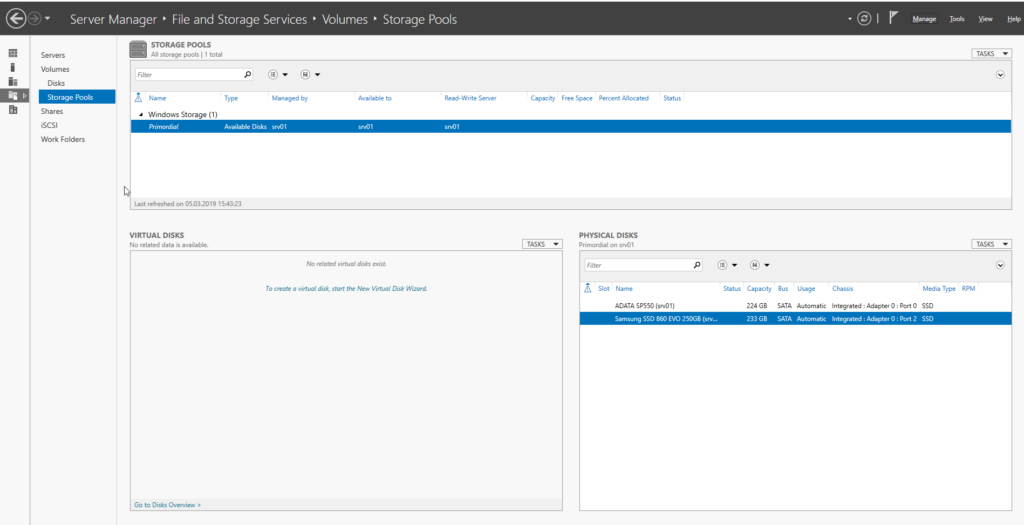 Server Manager ‣ File and Storage Services ‣ Volumes ‣ Storage Pools
Manage Tools View Help
Servers
Volumes
Disks
Storage Pools
Shares
iSCSI
Work Folders
STORAGE POOLS
All storage pools | 1 total
TASKS
Filter
Name Type Managed by Available to Read-Write Server Capacity Free Space Percent Allocated Status
Windows Storage (1)
Primordial Available Disks srv01 srv01 srv01
Last refreshed on 05.03.2019 15:43:23
VIRTUAL DISKS
No related data is available.
TASKS
No related virtual disks exist.
To create a virtual disk, start the New Virtual Disk Wizard.
Go to Disks Overview >
PHYSICAL DISKS
Primordial on srv01
TASKS
Filter
Slot Name Status Capacity Bus Usage Chassis Media Type RPM
ADATA SP550 (srv01) 224 GB SATA Automatic Integrated : Adapter 0 : Port 0 SSD
Samsung SSD 860 EVO 250GB (srv... 233 GB SATA Automatic Integrated : Adapter 0 : Port 2 SSD